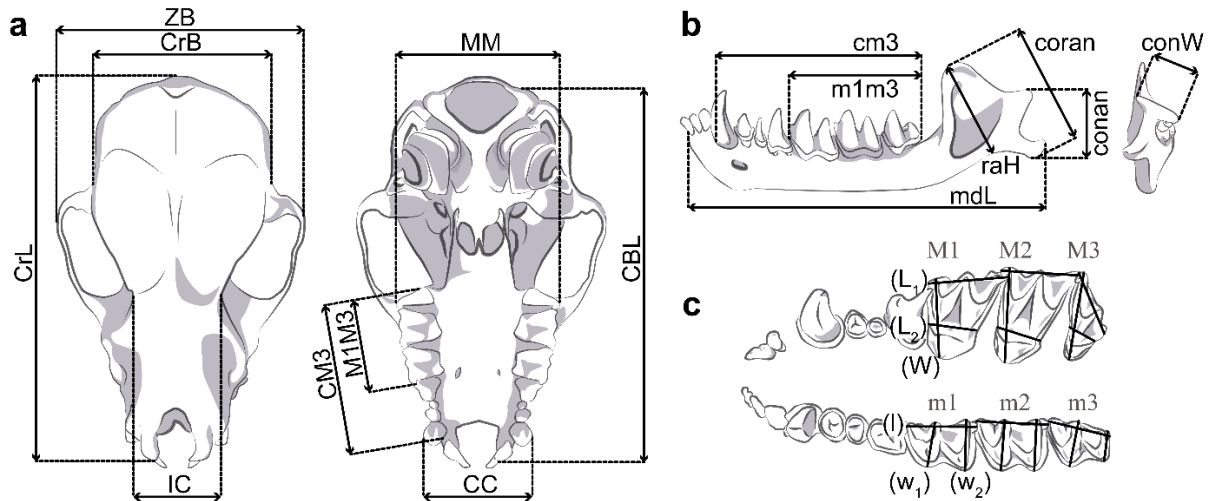 a
ZB
CrB
CrL
IC
MM
CBL
M1M3
CM3
CC
b
cm3
m1m3
coran
conW
conan
raH
mdL
c
M1 M2 M3
(L1)
(L2)
(W)
m1 m2 m3
(l)
(w1) (w2)